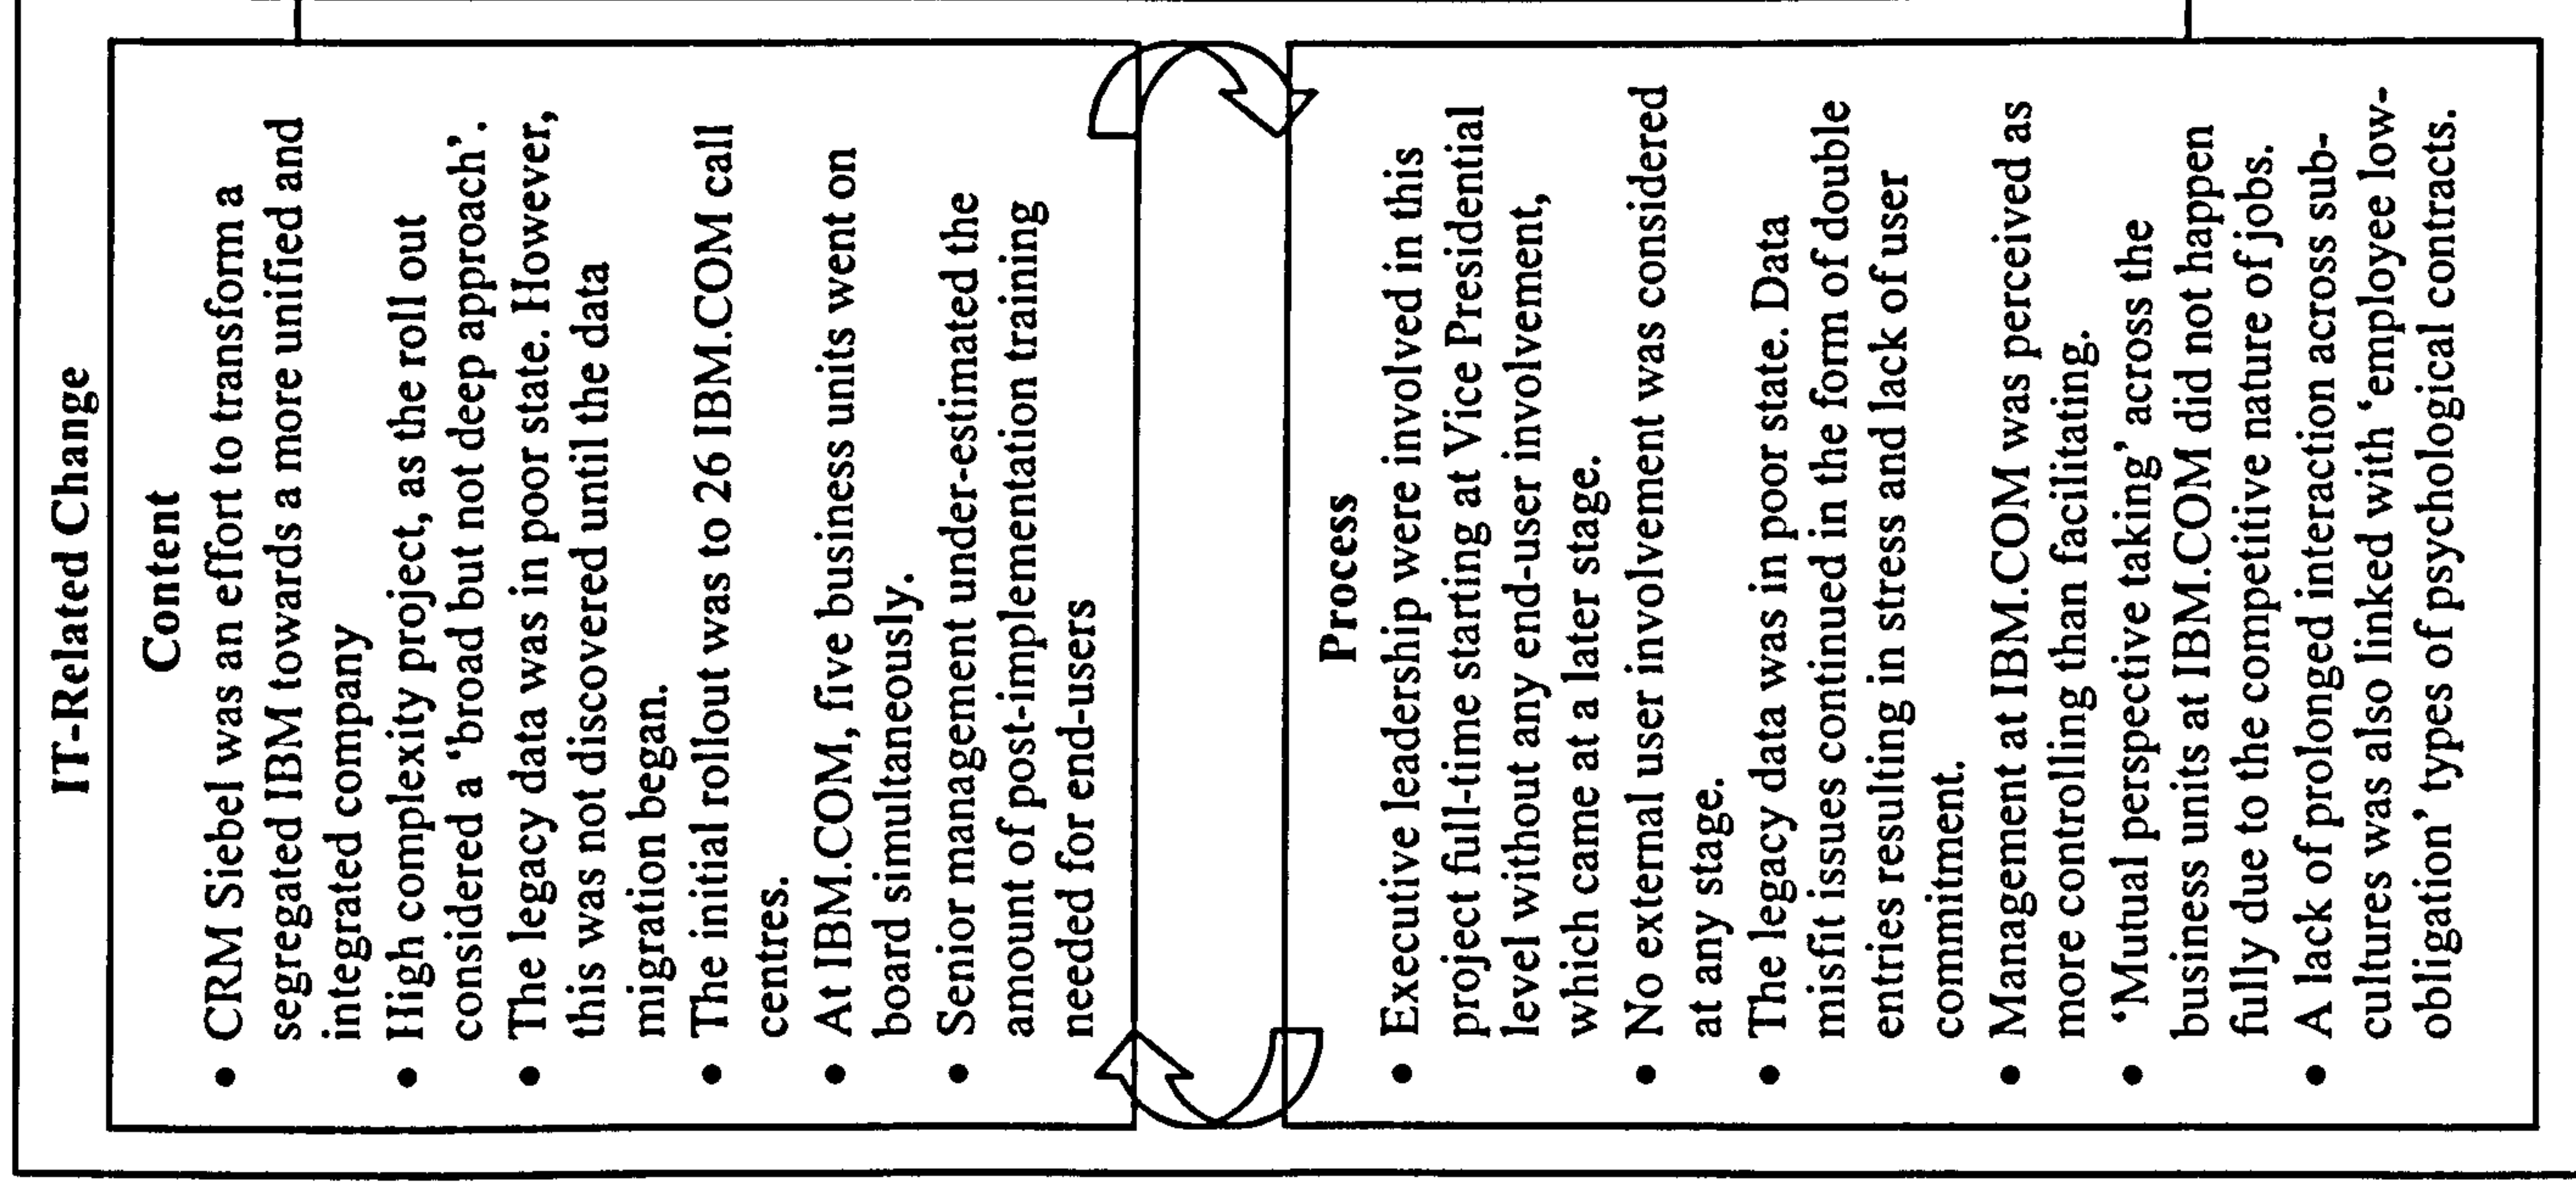 IT-Related Change
Content
• CRM Siebel was an effort to transform a
segregated IBM towards a more unified and
integrated company
• High complexity project, as the roll out
considered a ‘broad but not deep approach’.
• The legacy data was in poor state. However,
this was not discovered until the data
migration began.
• The initial rollout was to 26 IBM.COM call
centres.
• At IBM.COM, five business units went on
board simultaneously.
• Senior management under-estimated the
amount of post-implementation training
needed for end-users
Process
• Executive leadership were involved in this
project full-time starting at Vice Presidential
level without any end-user involvement,
which came at a later stage.
• No external user involvement was considered
at any stage.
• The legacy data was in poor state. Data
misfit issues continued in the form of double
entries resulting in stress and lack of user
commitment.
• Management at IBM.COM was perceived as
more controlling than facilitating.
• ‘Mutual perspective taking’ across the
business units at IBM.COM did not happen
fully due to the competitive nature of jobs.
• A lack of prolonged interaction across sub-
cultures was also linked with ‘employee low-
obligation’ types of psychological contracts.